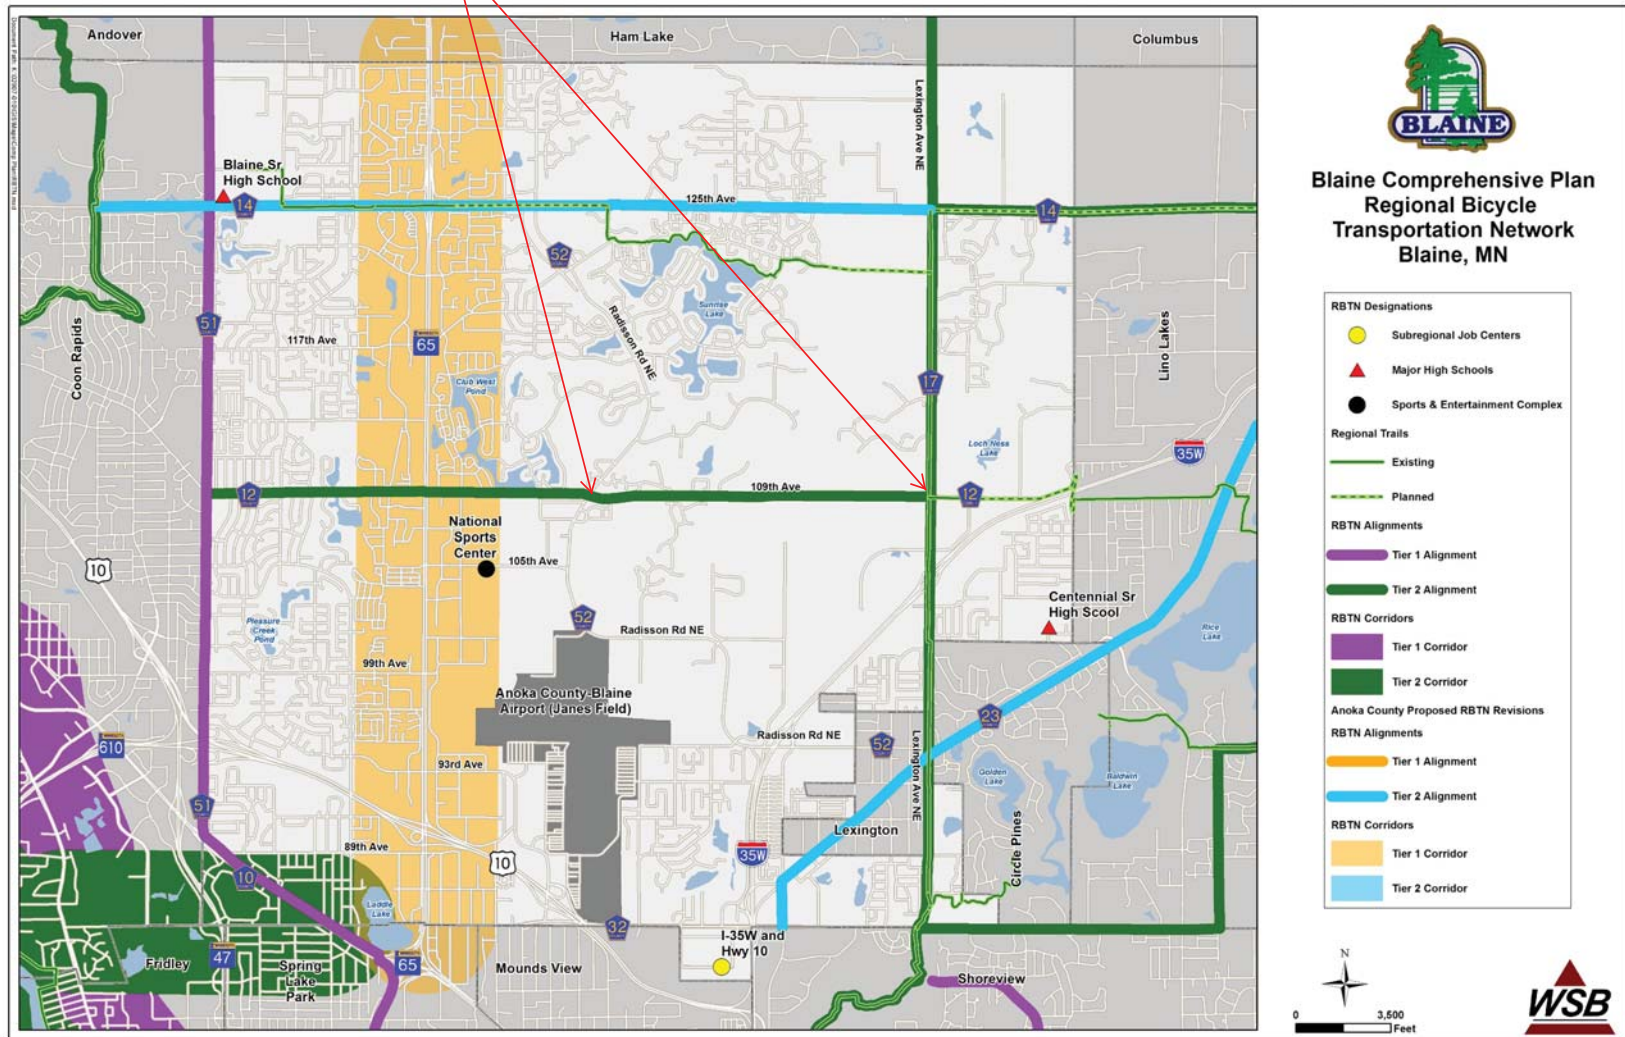 Andover
Ham Lake
Columbus
Lexington Ave NE
Blaine Sr
High School
14
125th Ave
14
52
Sunrise
Lake
Radisson Rd NE
51
117th Ave
65
Coon Rapids
Lino Lakes
Club West
Pond
17
Loch Ness
Lake
35W
12
109th Ave
12
National
Sports
Center
105th Ave
10
Centennial Sr
High Scool
Pleasure
Creek
Pond
52
Radisson Rd NE
Rice
Lake
99th Ave
Anoka County-Blaine
Airport (Janes Field)
23
610
Radisson Rd NE
52
Lexington Ave NE
93rd Ave
Golden
Lake
Baldwin
Lake
51
Lexington
Circle Pines
89th Ave
10
35W
10
Laddie
Lake
32
I-35W and
Hwy 10
Fridley
47
Spring
Lake
Park
65
Mounds View
Shoreview
BLAINE
Blaine Comprehensive Plan
Regional Bicycle
Transportation Network
Blaine, MN
RBTN Designations
Subregional Job Centers
Major High Schools
Sports & Entertainment Complex
Regional Trails
Existing
Planned
RBTN Alignments
Tier 1 Alignment
Tier 2 Alignment
RBTN Corridors
Tier 1 Corridor
Tier 2 Corridor
Anoka County Proposed RBTN Revisions
RBTN Alignments
Tier 1 Alignment
Tier 2 Alignment
RBTN Corridors
Tier 1 Corridor
Tier 2 Corridor
N
0 3,500
Feet
WSB